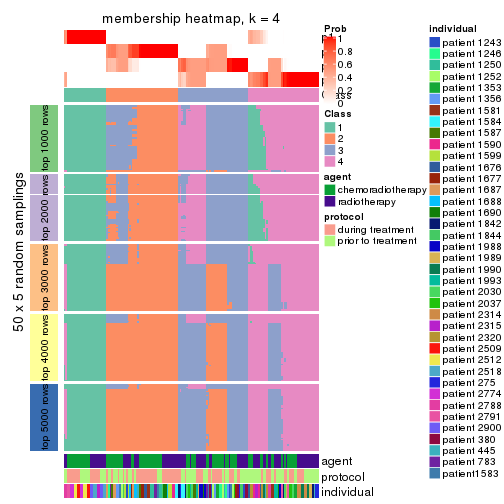 membership heatmap, k = 4
50 x 5 random samplings
top 1000 rows
top 2000 rows
top 3000 rows
top 4000 rows
top 5000 rows
agent
protocol
individual
Prob
1
0.8
0.6
0.4
0.2
0
Class
1
2
3
4
agent
chemoradiotherapy
radiotherapy
protocol
during treatment
prior to treatment
individual
patient 1243
patient 1246
patient 1250
patient 1252
patient 1353
patient 1356
patient 1581
patient 1584
patient 1587
patient 1590
patient 1599
patient 1676
patient 1677
patient 1687
patient 1688
patient 1690
patient 1842
patient 1844
patient 1988
patient 1989
patient 1990
patient 1993
patient 2030
patient 2037
patient 2314
patient 2315
patient 2320
patient 2509
patient 2512
patient 2518
patient 275
patient 2774
patient 2788
patient 2791
patient 2900
patient 380
patient 445
patient 783
patient1583